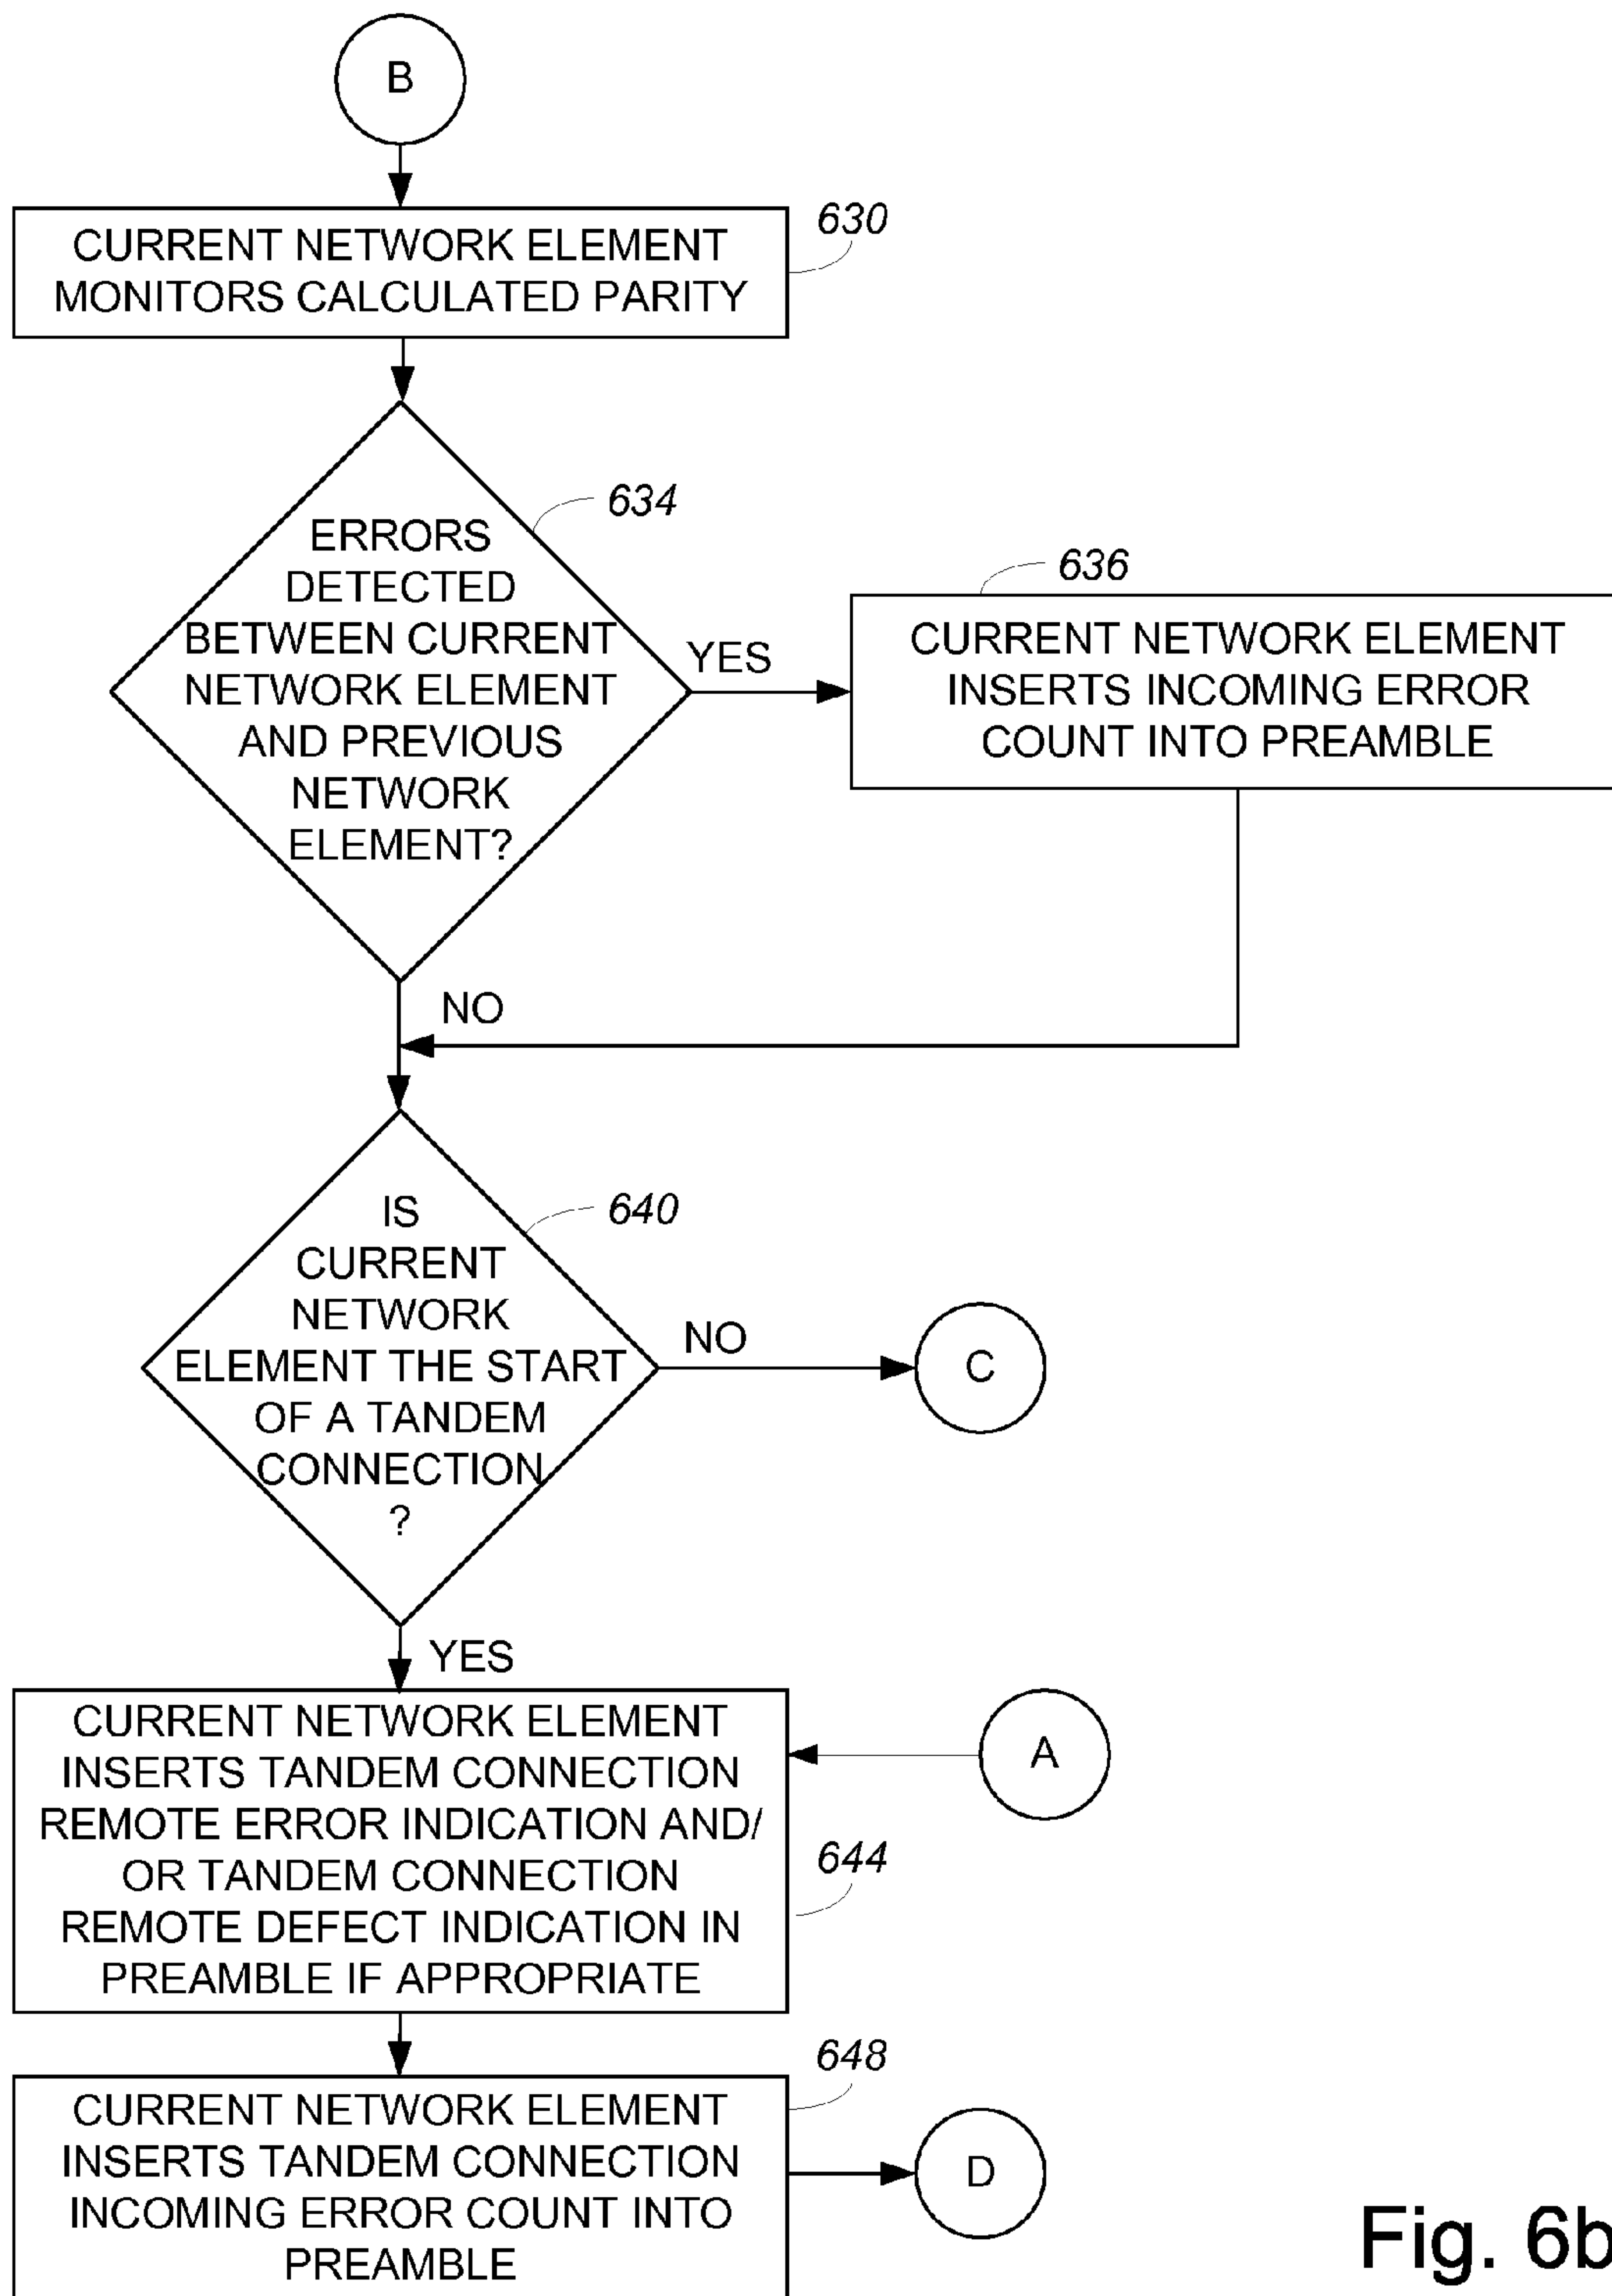 B
CURRENT NETWORK ELEMENT
MONITORS CALCULATED PARITY
630
ERRORS
DETECTED
BETWEEN CURRENT
NETWORK ELEMENT
AND PREVIOUS
NETWORK
ELEMENT?
634
YES
636
CURRENT NETWORK ELEMENT
INSERTS INCOMING ERROR
COUNT INTO PREAMBLE
NO
IS
CURRENT
NETWORK
ELEMENT THE START
OF A TANDEM
CONNECTION
?
640
NO
C
YES
CURRENT NETWORK ELEMENT
INSERTS TANDEM CONNECTION
REMOTE ERROR INDICATION AND/
OR TANDEM CONNECTION
REMOTE DEFECT INDICATION IN
PREAMBLE IF APPROPRIATE
A
644
648
CURRENT NETWORK ELEMENT
INSERTS TANDEM CONNECTION
INCOMING ERROR COUNT INTO
PREAMBLE
D
Fig. 6b